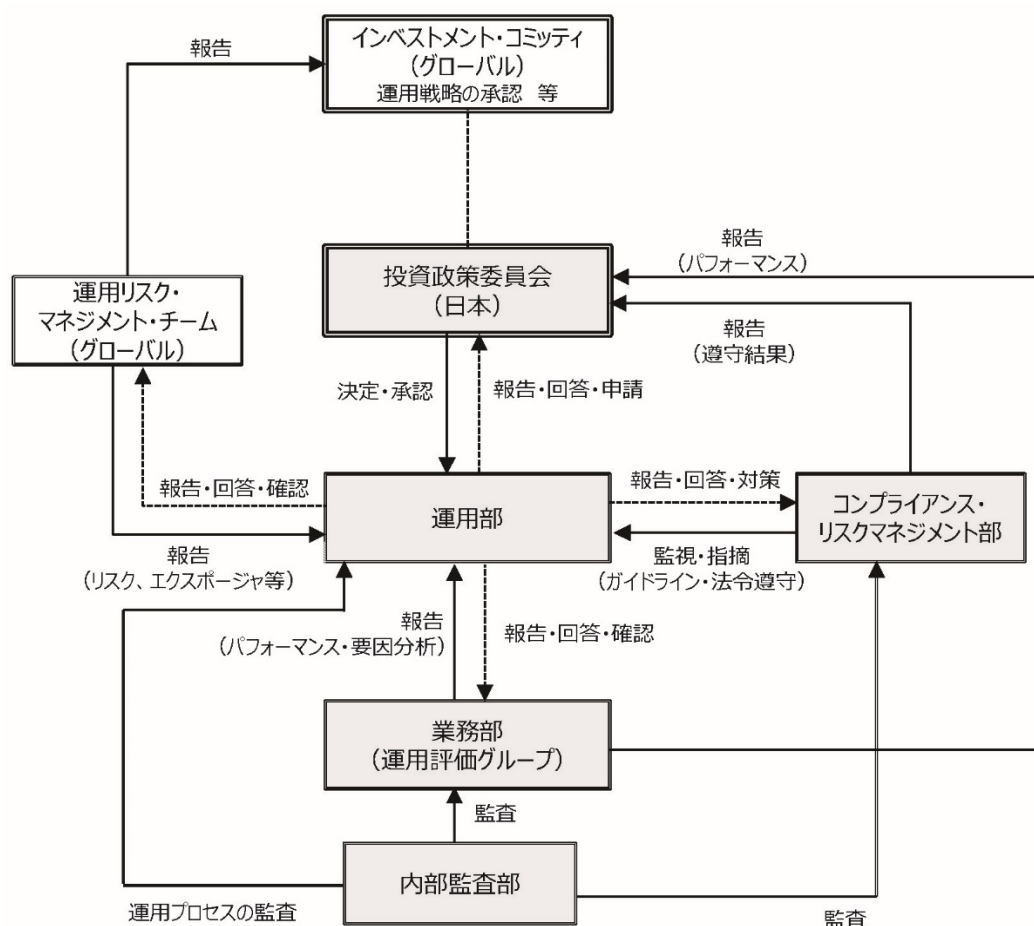 報告
インベストメント・コミッティ
(グローバル)
運用戦略の承認 等
報告
(パフォーマンス)
投資政策委員会
(日本)
運用リスク・
マネジメント・チーム
(グローバル)
報告
(遵守結果)
決定・承認
報告・回答・申請
報告・回答・確認
報告・回答・対策
運用部
コンプライアンス・
リスクマネジメント部
報告
(リスク、エクスポージャ等)
監視・指摘
(ガイドライン・法令遵守)
報告
(パフォーマンス・要因分析)
報告・回答・確認
業務部
(運用評価グループ)
監査
内部監査部
運用プロセスの監査
監査